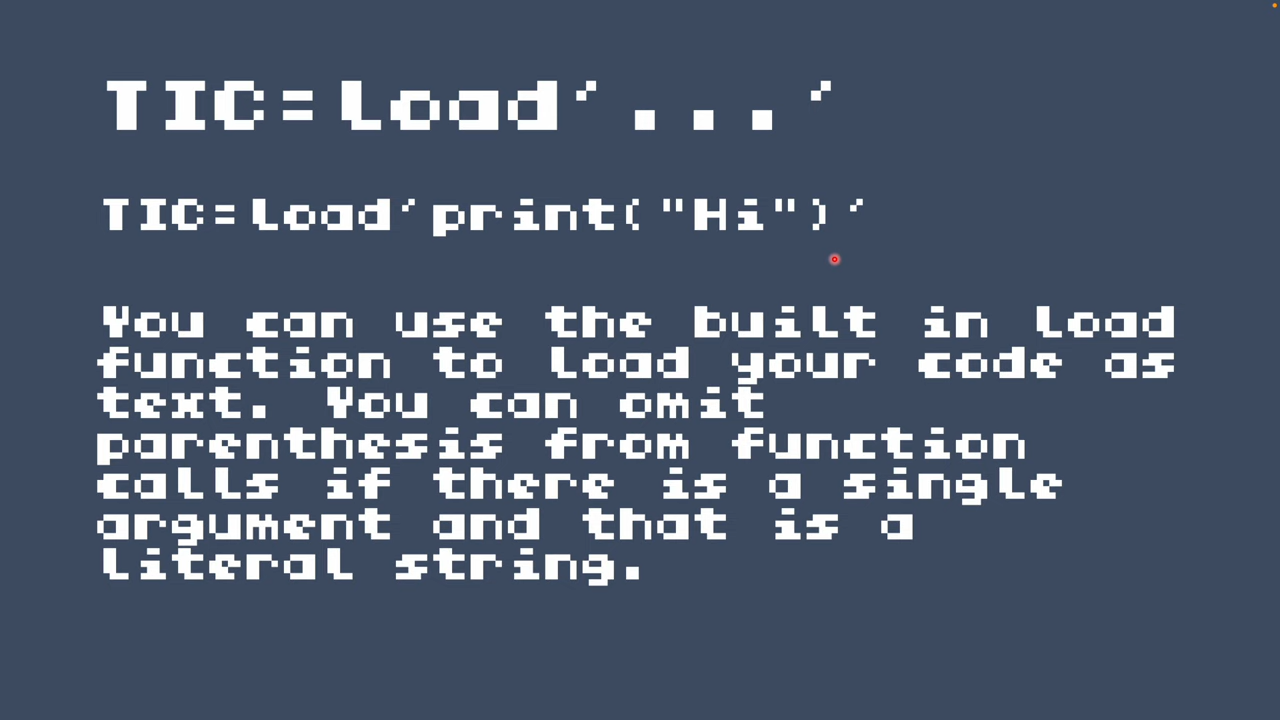 TIC=load'...'
TIC=load'print("Hi")'
You can use the built in load
function to load your code as
text. You can omit
parenthesis from function
calls if there is a single
argument and that is a
literal string.